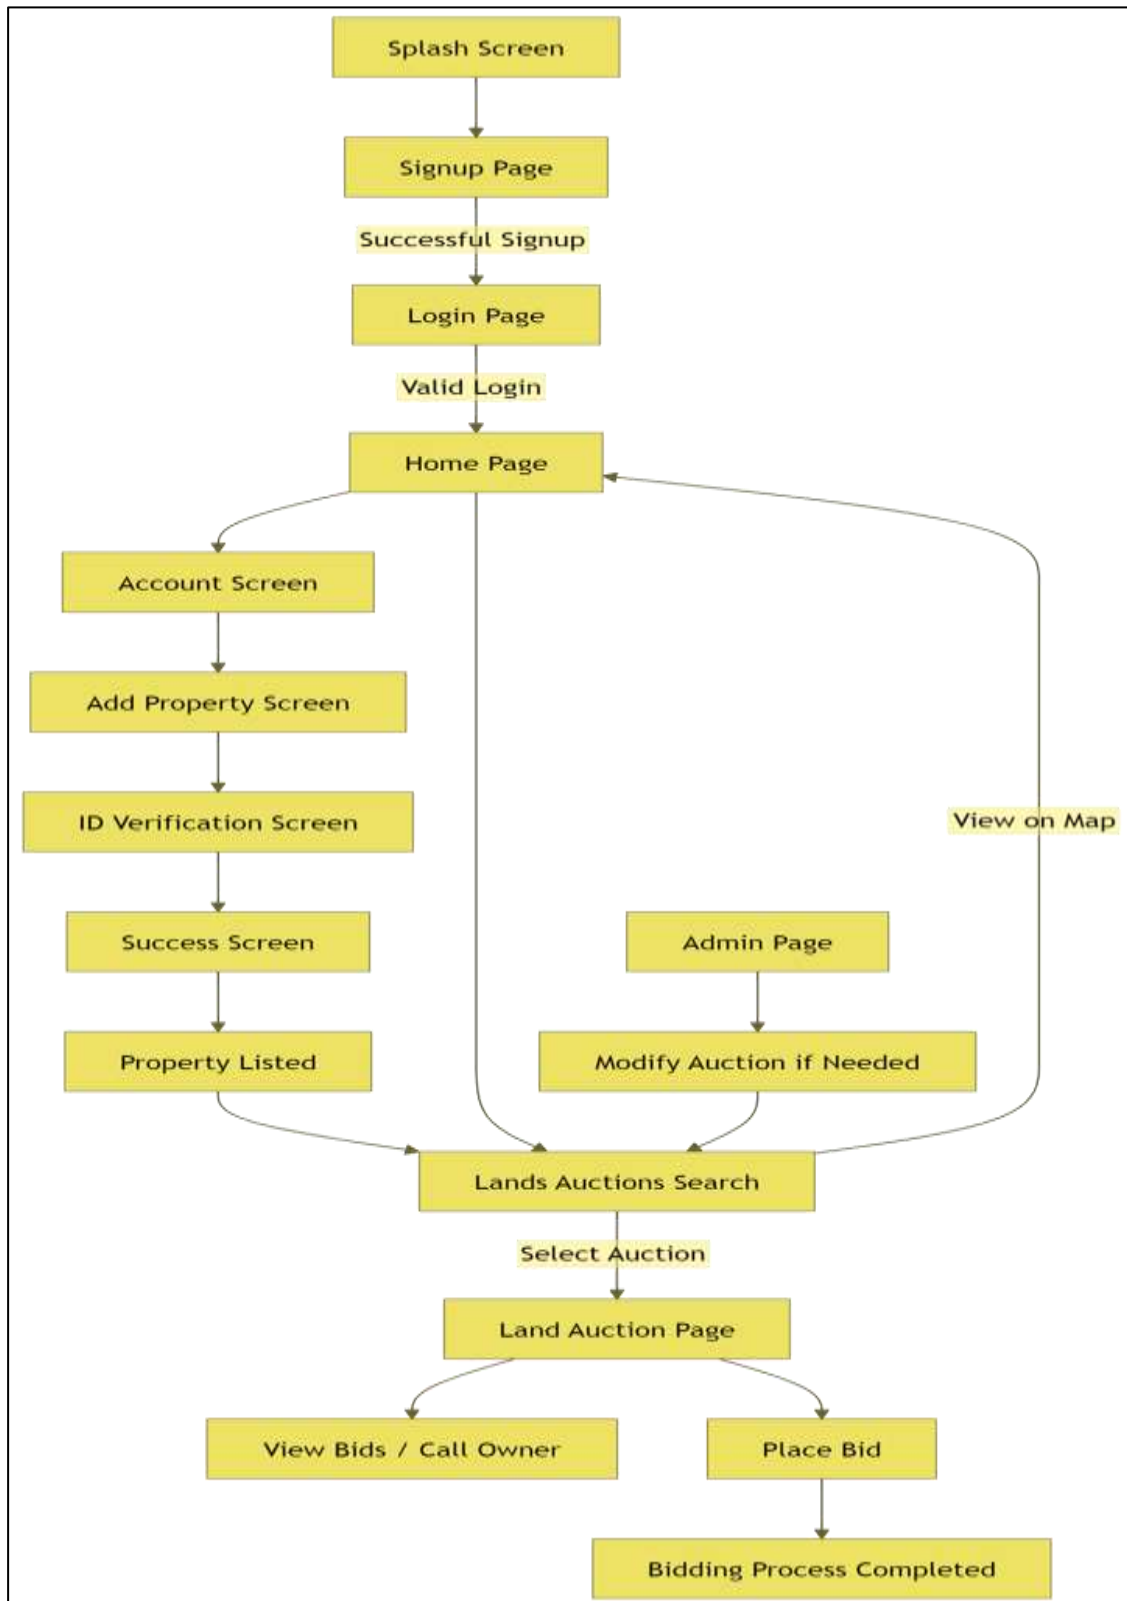 Splash Screen
Signup Page
Successful Signup
Login Page
Valid Login
Home Page
Account Screen
Add Property Screen
ID Verification Screen
View on Map
Success Screen
Admin Page
Property Listed
Modify Auction if Needed
Lands Auctions Search
Select Auction
Land Auction Page
View Bids / Call Owner
Place Bid
Bidding Process Completed